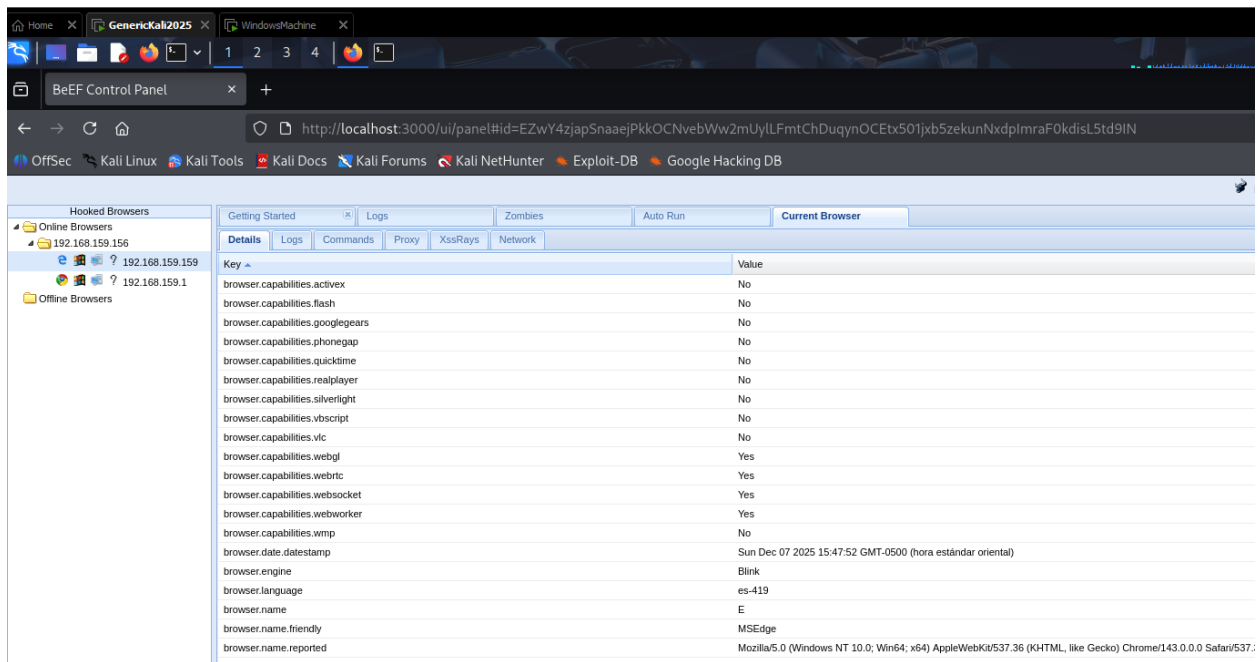 Home GenericKali2025 WindowsMachine
1 2 3 4
BeEF Control Panel
http://localhost:3000/ui/panel#id=EZwY4zjapSnaaejPkkOCNvebWw2mUylLFmtChDuqynOCEtx501jxb5zekunNxdpImraF0kdisL5td9IN
OffSec Kali Linux Kali Tools Kali Docs Kali Forums Kali NetHunter Exploit-DB Google Hacking DB
Hooked Browsers
Online Browsers
192.168.159.156
? 192.168.159.159
? 192.168.159.1
Offline Browsers
Getting Started Logs Zombies Auto Run Current Browser
Details Logs Commands Proxy XssRays Network
Key Value
browser.capabilities.activex No
browser.capabilities.flash No
browser.capabilities.googlegears No
browser.capabilities.phonegap No
browser.capabilities.quicktime No
browser.capabilities.realplayer No
browser.capabilities.silverlight No
browser.capabilities.vbscript No
browser.capabilities.vlc No
browser.capabilities.webgl Yes
browser.capabilities.webrtc Yes
browser.capabilities.websocket Yes
browser.capabilities.webworker Yes
browser.capabilities.wmp No
browser.date.datestamp Sun Dec 07 2025 15:47:52 GMT-0500 (hora estándar oriental)
browser.engine Blink
browser.language es-419
browser.name E
browser.name.friendly MSEdge
browser.name.reported Mozilla/5.0 (Windows NT 10.0; Win64; x64) AppleWebKit/537.36 (KHTML, like Gecko) Chrome/143.0.0.0 Safari/537.